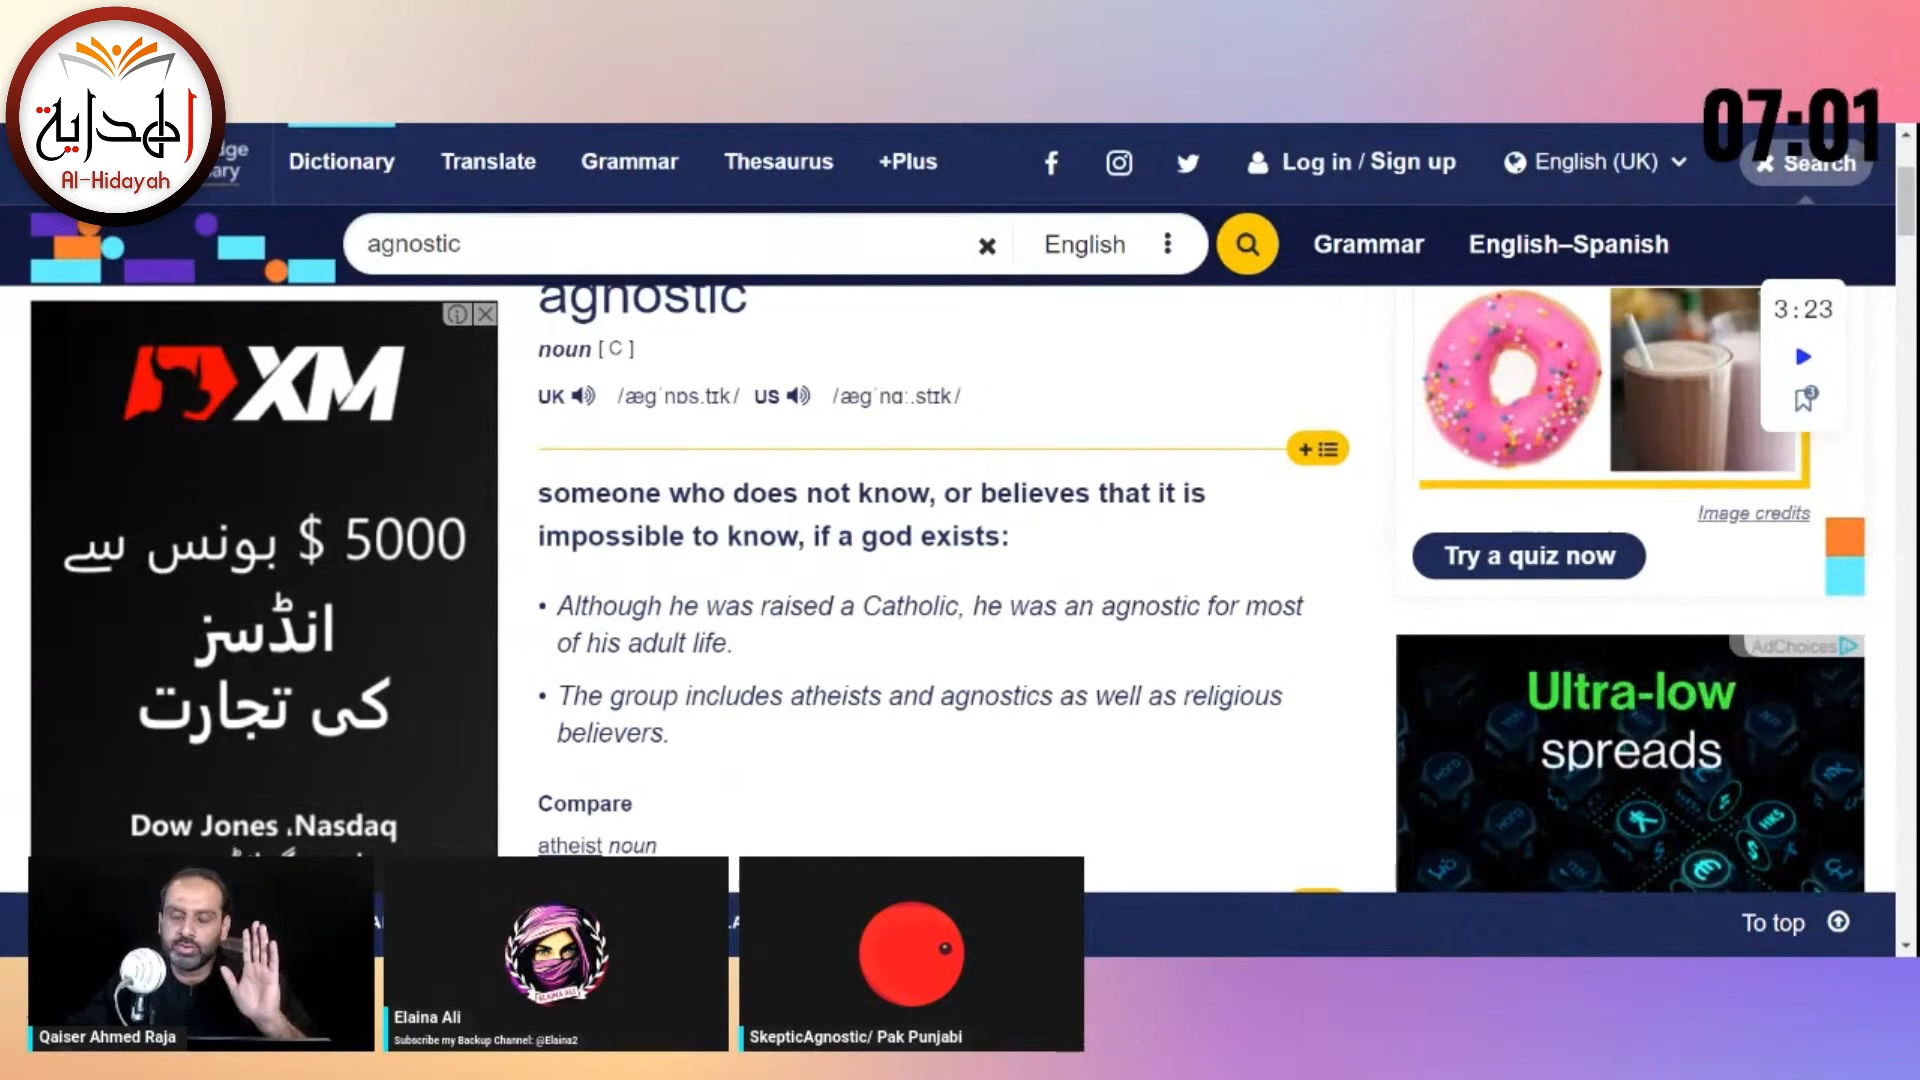 الهداية
Al-Hidayah
07:01
Dictionary
Translate
Grammar
Thesaurus
+Plus
Log in / Sign up
English (UK)
Search
agnostic
English
Grammar
English–Spanish
XM
5000 $ بونس سے
انڈسز
کی تجارت
Dow Jones ،Nasdaq
agnostic
noun [ C ]
UK /æɡˈnɒs.tɪk/ US /æɡˈnɑː.stɪk/
someone who does not know, or believes that it is
impossible to know, if a god exists:
• Although he was raised a Catholic, he was an agnostic for most
of his adult life.
• The group includes atheists and agnostics as well as religious
believers.
Compare
atheist noun
3:23
3
Image credits
Try a quiz now
AdChoices
Ultra-low
spreads
To top
Qaiser Ahmed Raja
ELAINA ALI
Elaina Ali
Subscribe my Backup Channel: @Elaina2
SkepticAgnostic/ Pak Punjabi